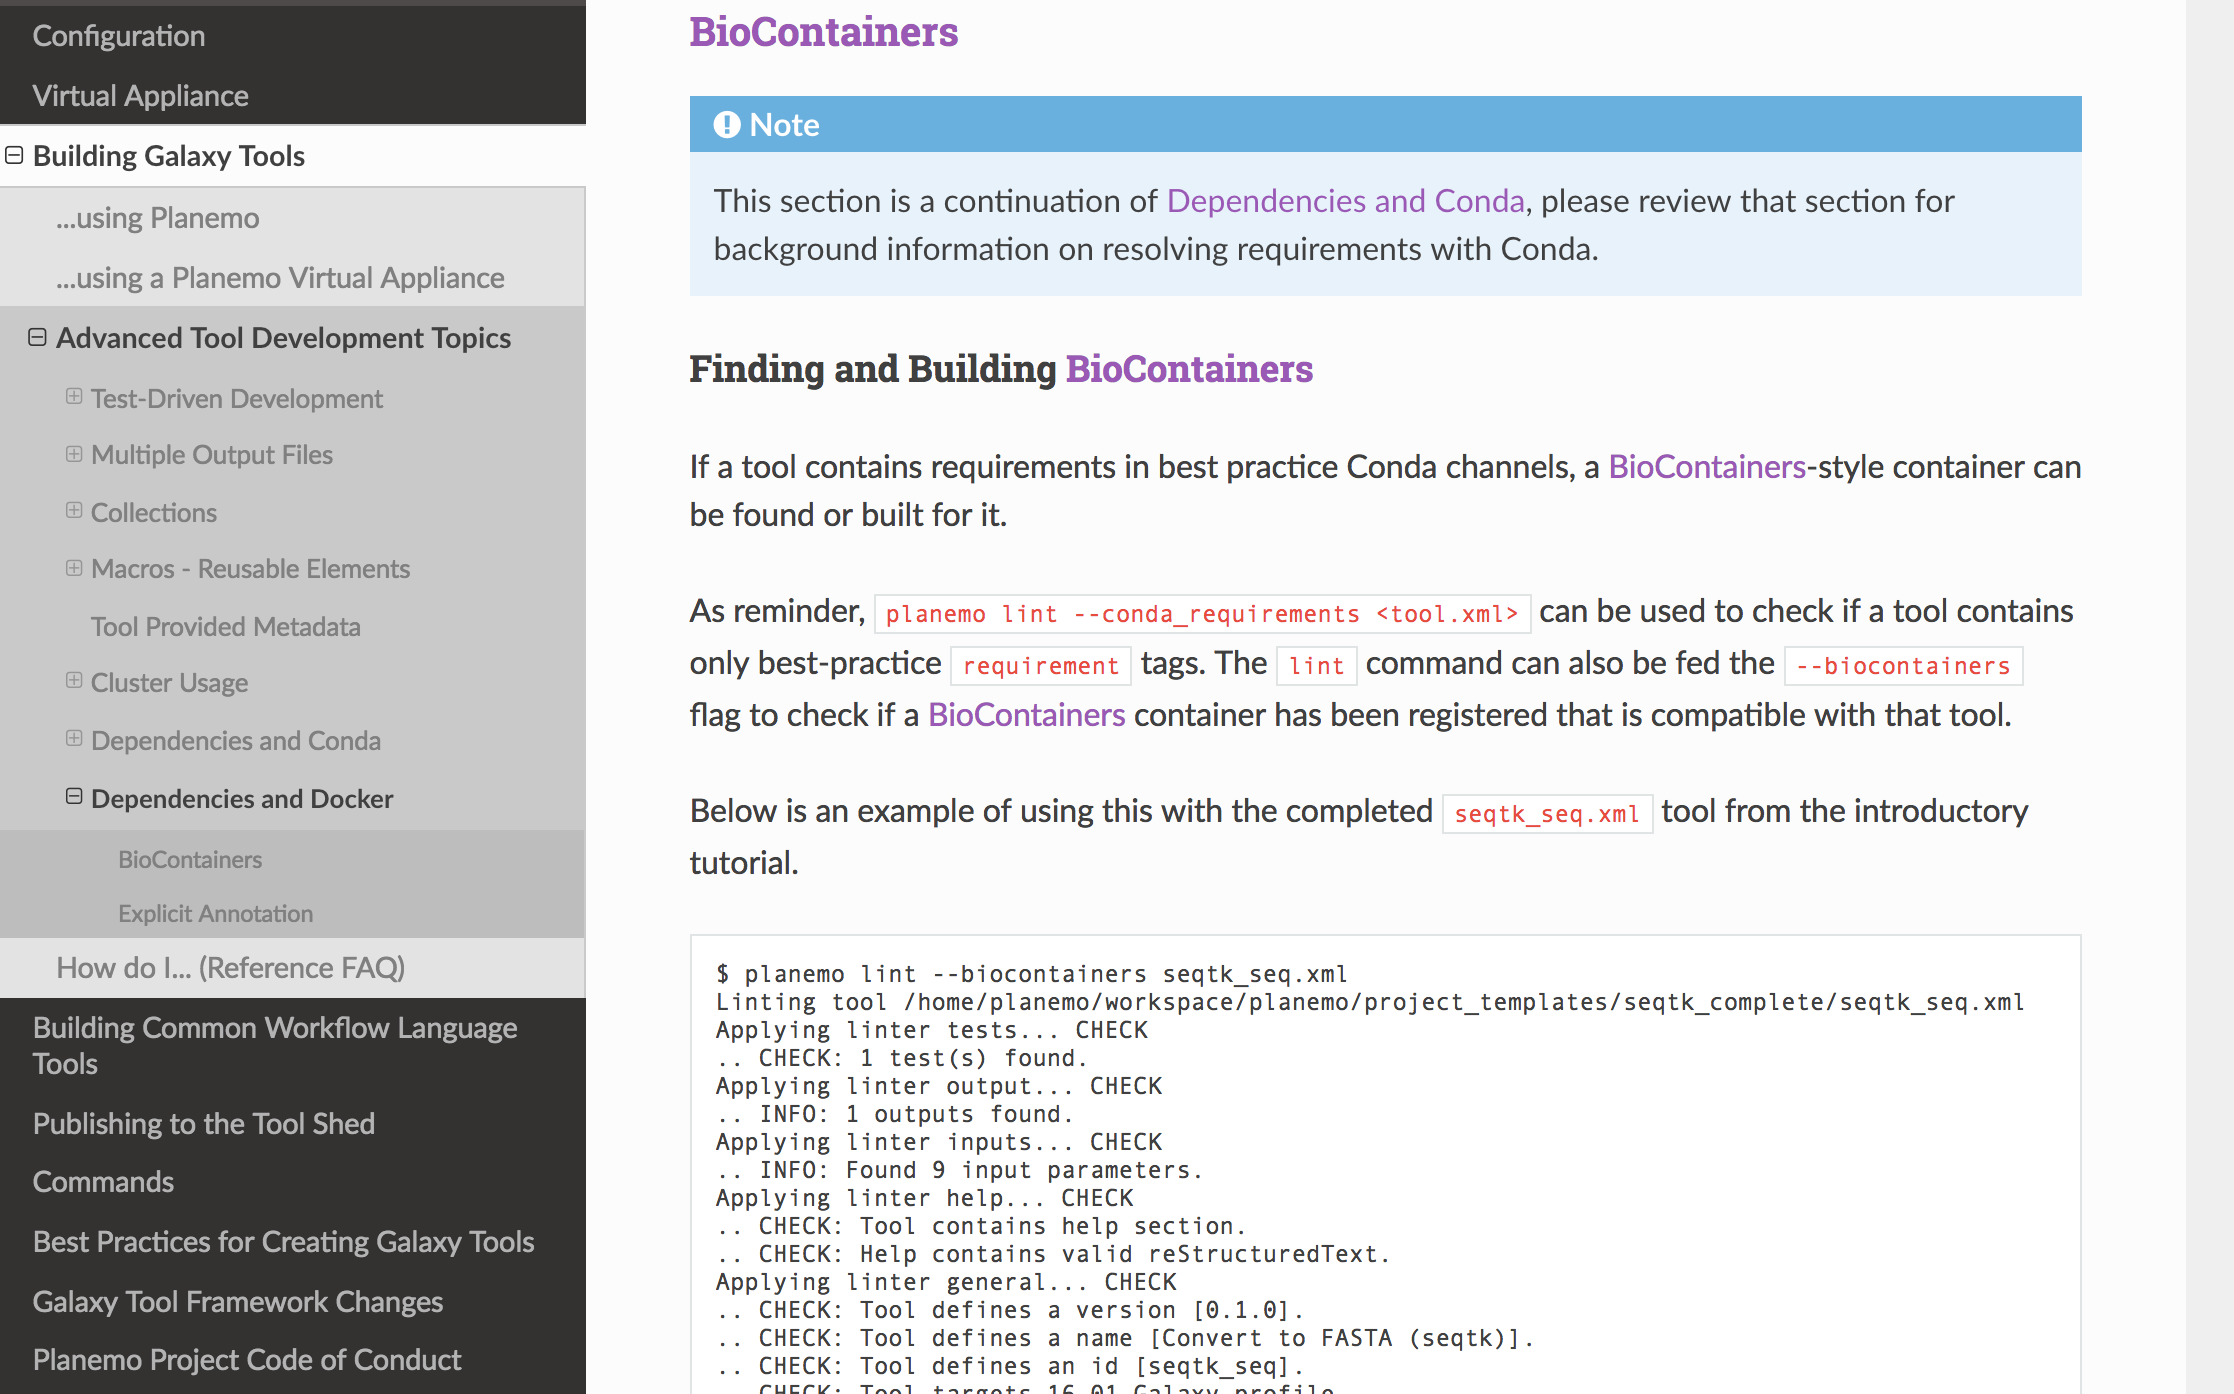 Configuration
Virtual Appliance
Building Galaxy Tools
...using Planemo
...using a Planemo Virtual Appliance
Advanced Tool Development Topics
Test-Driven Development
Multiple Output Files
Collections
Macros - Reusable Elements
Tool Provided Metadata
Cluster Usage
Dependencies and Conda
Dependencies and Docker
BioContainers
Explicit Annotation
How do I... (Reference FAQ)
Building Common Workflow Language
Tools
Publishing to the Tool Shed
Commands
Best Practices for Creating Galaxy Tools
Galaxy Tool Framework Changes
Planemo Project Code of Conduct
BioContainers
Note
This section is a continuation of Dependencies and Conda, please review that section for
background information on resolving requirements with Conda.
Finding and Building BioContainers
If a tool contains requirements in best practice Conda channels, a BioContainers-style container can
be found or built for it.
As reminder, planemo lint --conda_requirements <tool.xml> can be used to check if a tool contains
only best-practice requirement tags. The lint command can also be fed the --biocontainers
flag to check if a BioContainers container has been registered that is compatible with that tool.
Below is an example of using this with the completed seqtk_seq.xml tool from the introductory
tutorial.
$ planemo lint --biocontainers seqtk_seq.xml
Linting tool /home/planemo/workspace/planemo/project_templates/seqtk_complete/seqtk_seq.xml
Applying linter tests... CHECK
.. CHECK: 1 test(s) found.
Applying linter output... CHECK
.. INFO: 1 outputs found.
Applying linter inputs... CHECK
.. INFO: Found 9 input parameters.
Applying linter help... CHECK
.. CHECK: Tool contains help section.
.. CHECK: Help contains valid reStructuredText.
Applying linter general... CHECK
.. CHECK: Tool defines a version [0.1.0].
.. CHECK: Tool defines a name [Convert to FASTA (seqtk)].
.. CHECK: Tool defines an id [seqtk_seq].
.. CHECK: Tool targets 16.01 Galaxy profile.